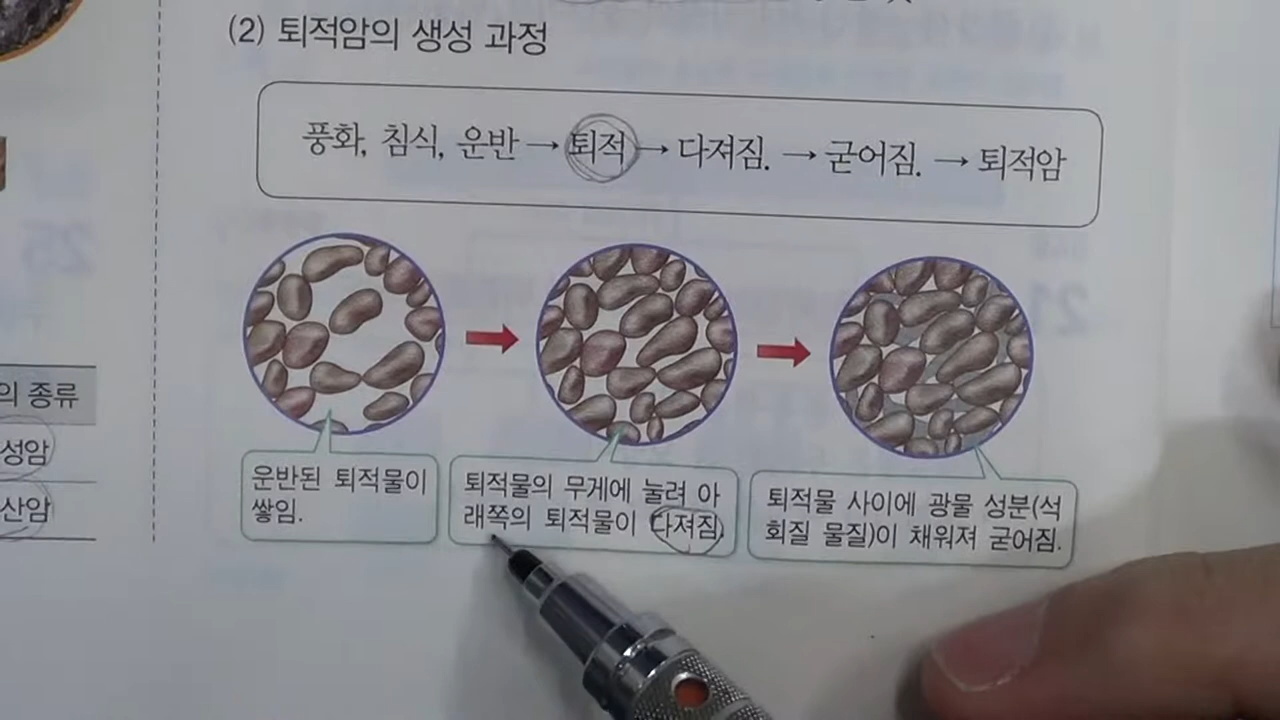 (2) 퇴적암의 생성 과정
풍화, 침식, 운반 → 퇴적 → 다져짐. → 굳어짐. → 퇴적암
운반된 퇴적물이
쌓임.
퇴적물의 무게에 눌려 아
래쪽의 퇴적물이 다져짐.
퇴적물 사이에 광물 성분(석
회질 물질)이 채워져 굳어짐.
의 종류
성암
산암